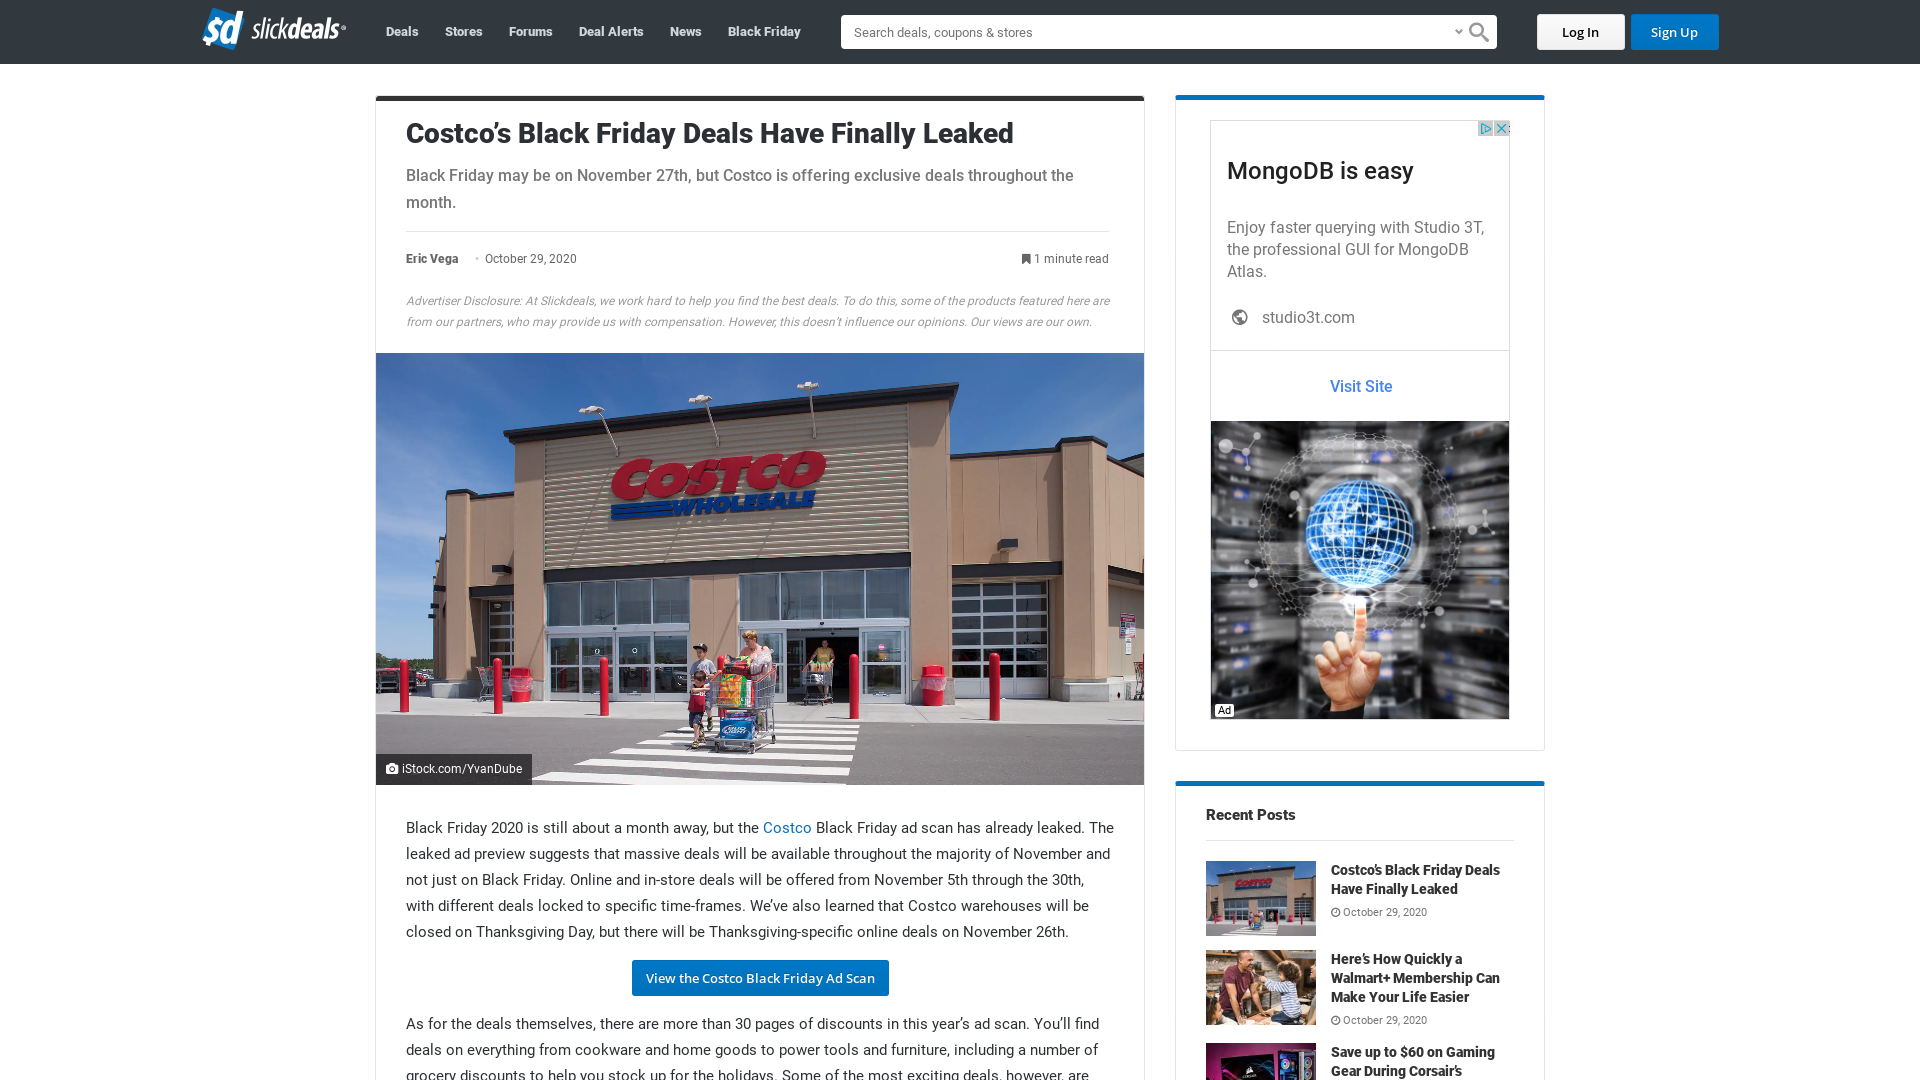 $d slickdeals
Deals
Stores
Forums
Deal Alerts
News
Black Friday
Search deals, coupons & stores
Log In
Sign Up
Costco’s Black Friday Deals Have Finally Leaked
Black Friday may be on November 27th, but Costco is offering exclusive deals throughout the
month.
Eric Vega • October 29, 2020
1 minute read
Advertiser Disclosure: At Slickdeals, we work hard to help you find the best deals. To do this, some of the products featured here are
from our partners, who may provide us with compensation. However, this doesn’t influence our opinions. Our views are our own.
COSTCO
WHOLESALE
iStock.com/YvanDube
Black Friday 2020 is still about a month away, but the Costco Black Friday ad scan has already leaked. The
leaked ad preview suggests that massive deals will be available throughout the majority of November and
not just on Black Friday. Online and in-store deals will be offered from November 5th through the 30th,
with different deals locked to specific time-frames. We’ve also learned that Costco warehouses will be
closed on Thanksgiving Day, but there will be Thanksgiving-specific online deals on November 26th.
View the Costco Black Friday Ad Scan
As for the deals themselves, there are more than 30 pages of discounts in this year’s ad scan. You’ll find
deals on everything from cookware and home goods to power tools and furniture, including a number of
grocery discounts to help you stock up for the holidays. Some of the most exciting deals, however, are
MongoDB is easy
Enjoy faster querying with Studio 3T,
the professional GUI for MongoDB
Atlas.
studio3t.com
Visit Site
Ad
Recent Posts
Costco’s Black Friday Deals
Have Finally Leaked
October 29, 2020
Here’s How Quickly a
Walmart+ Membership Can
Make Your Life Easier
October 29, 2020
Save up to $60 on Gaming
Gear During Corsair’s